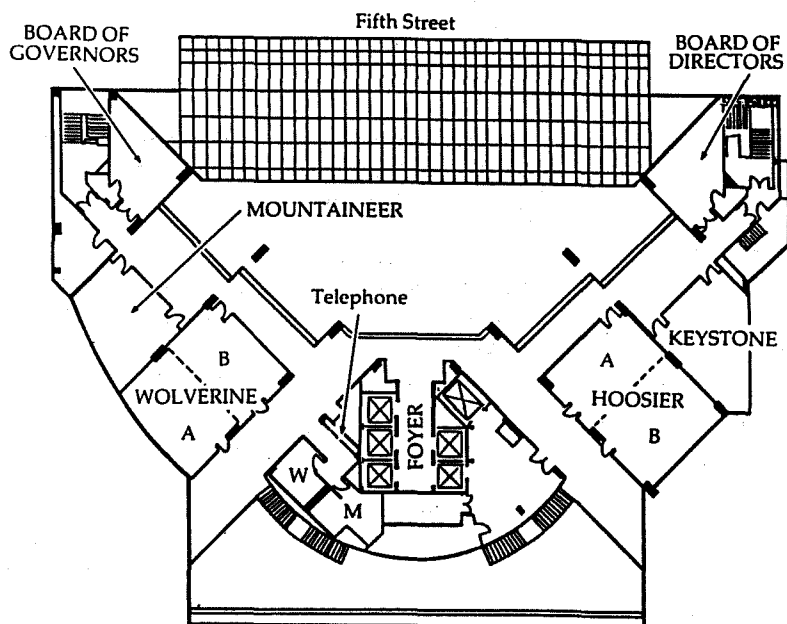 Fifth Street
BOARD OF
GOVERNORS
BOARD OF
DIRECTORS
MOUNTAINEER
Telephone
B
WOLVERINE
A
FOYER
W
M
KEYSTONE
A
HOOSIER
B